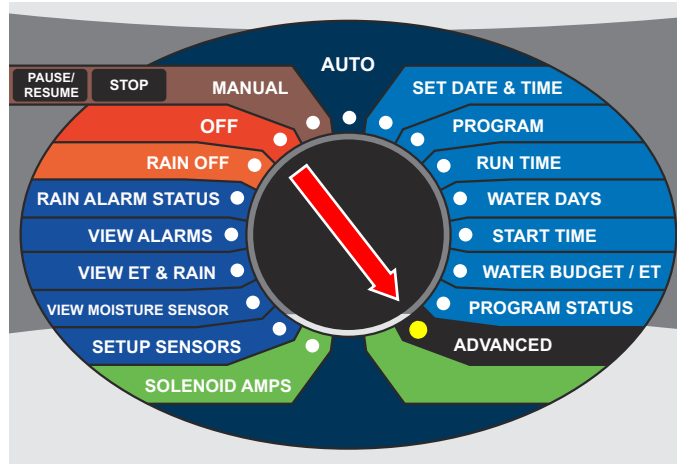 AUTO
PAUSE/
RESUME
STOP
MANUAL
OFF
RAIN OFF
RAIN ALARM STATUS
VIEW ALARMS
VIEW ET & RAIN
VIEW MOISTURE SENSOR
SETUP SENSORS
SOLENOID AMPS
SET DATE & TIME
PROGRAM
RUN TIME
WATER DAYS
START TIME
WATER BUDGET / ET
PROGRAM STATUS
ADVANCED